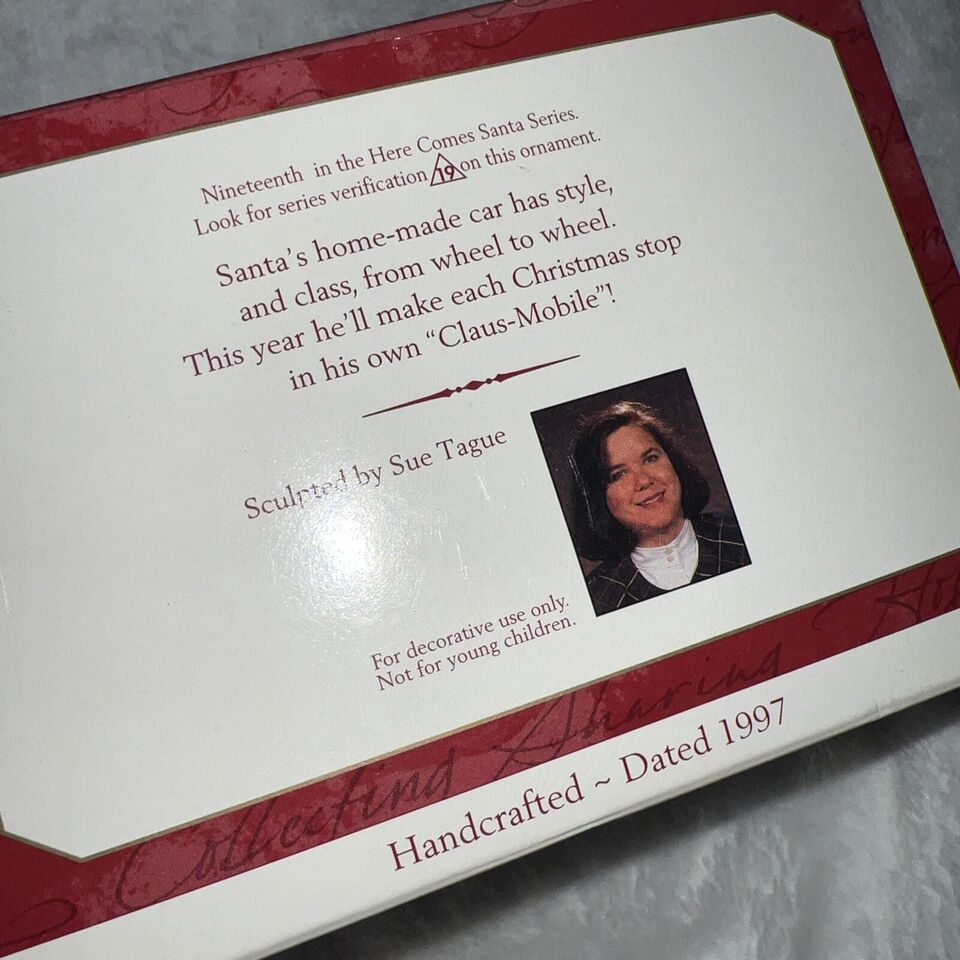 Nineteenth in the Here Comes Santa Series.
Look for series verification 19 on this ornament.
Santa's home-made car has style,
and class, from wheel to wheel.
This year he'll make each Christmas stop
in his own “Claus-Mobile”!
Sculpted by Sue Tague
For decorative use only.
Not for young children.
Collecting Sharing
Handcrafted ~ Dated 1997